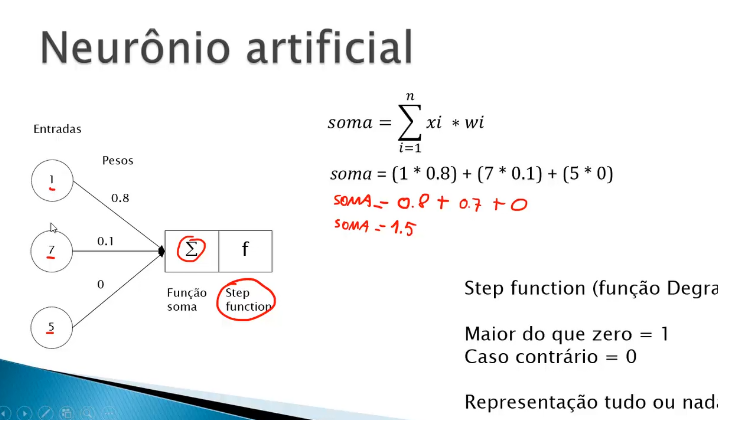 Neurônio artificial
Entradas
Pesos
1
0.8
7
0.1
5
0
Σ
f
Função
soma
Step
function
n
soma = ∑ xi * wi
i=1
soma = (1 * 0.8) + (7 * 0.1) + (5 * 0)
SOMA = 0.8 + 0.7 + 0
SOMA = 1.5
Step function (função Degra
Maior do que zero = 1
Caso contrário = 0
Representação tudo ou nada